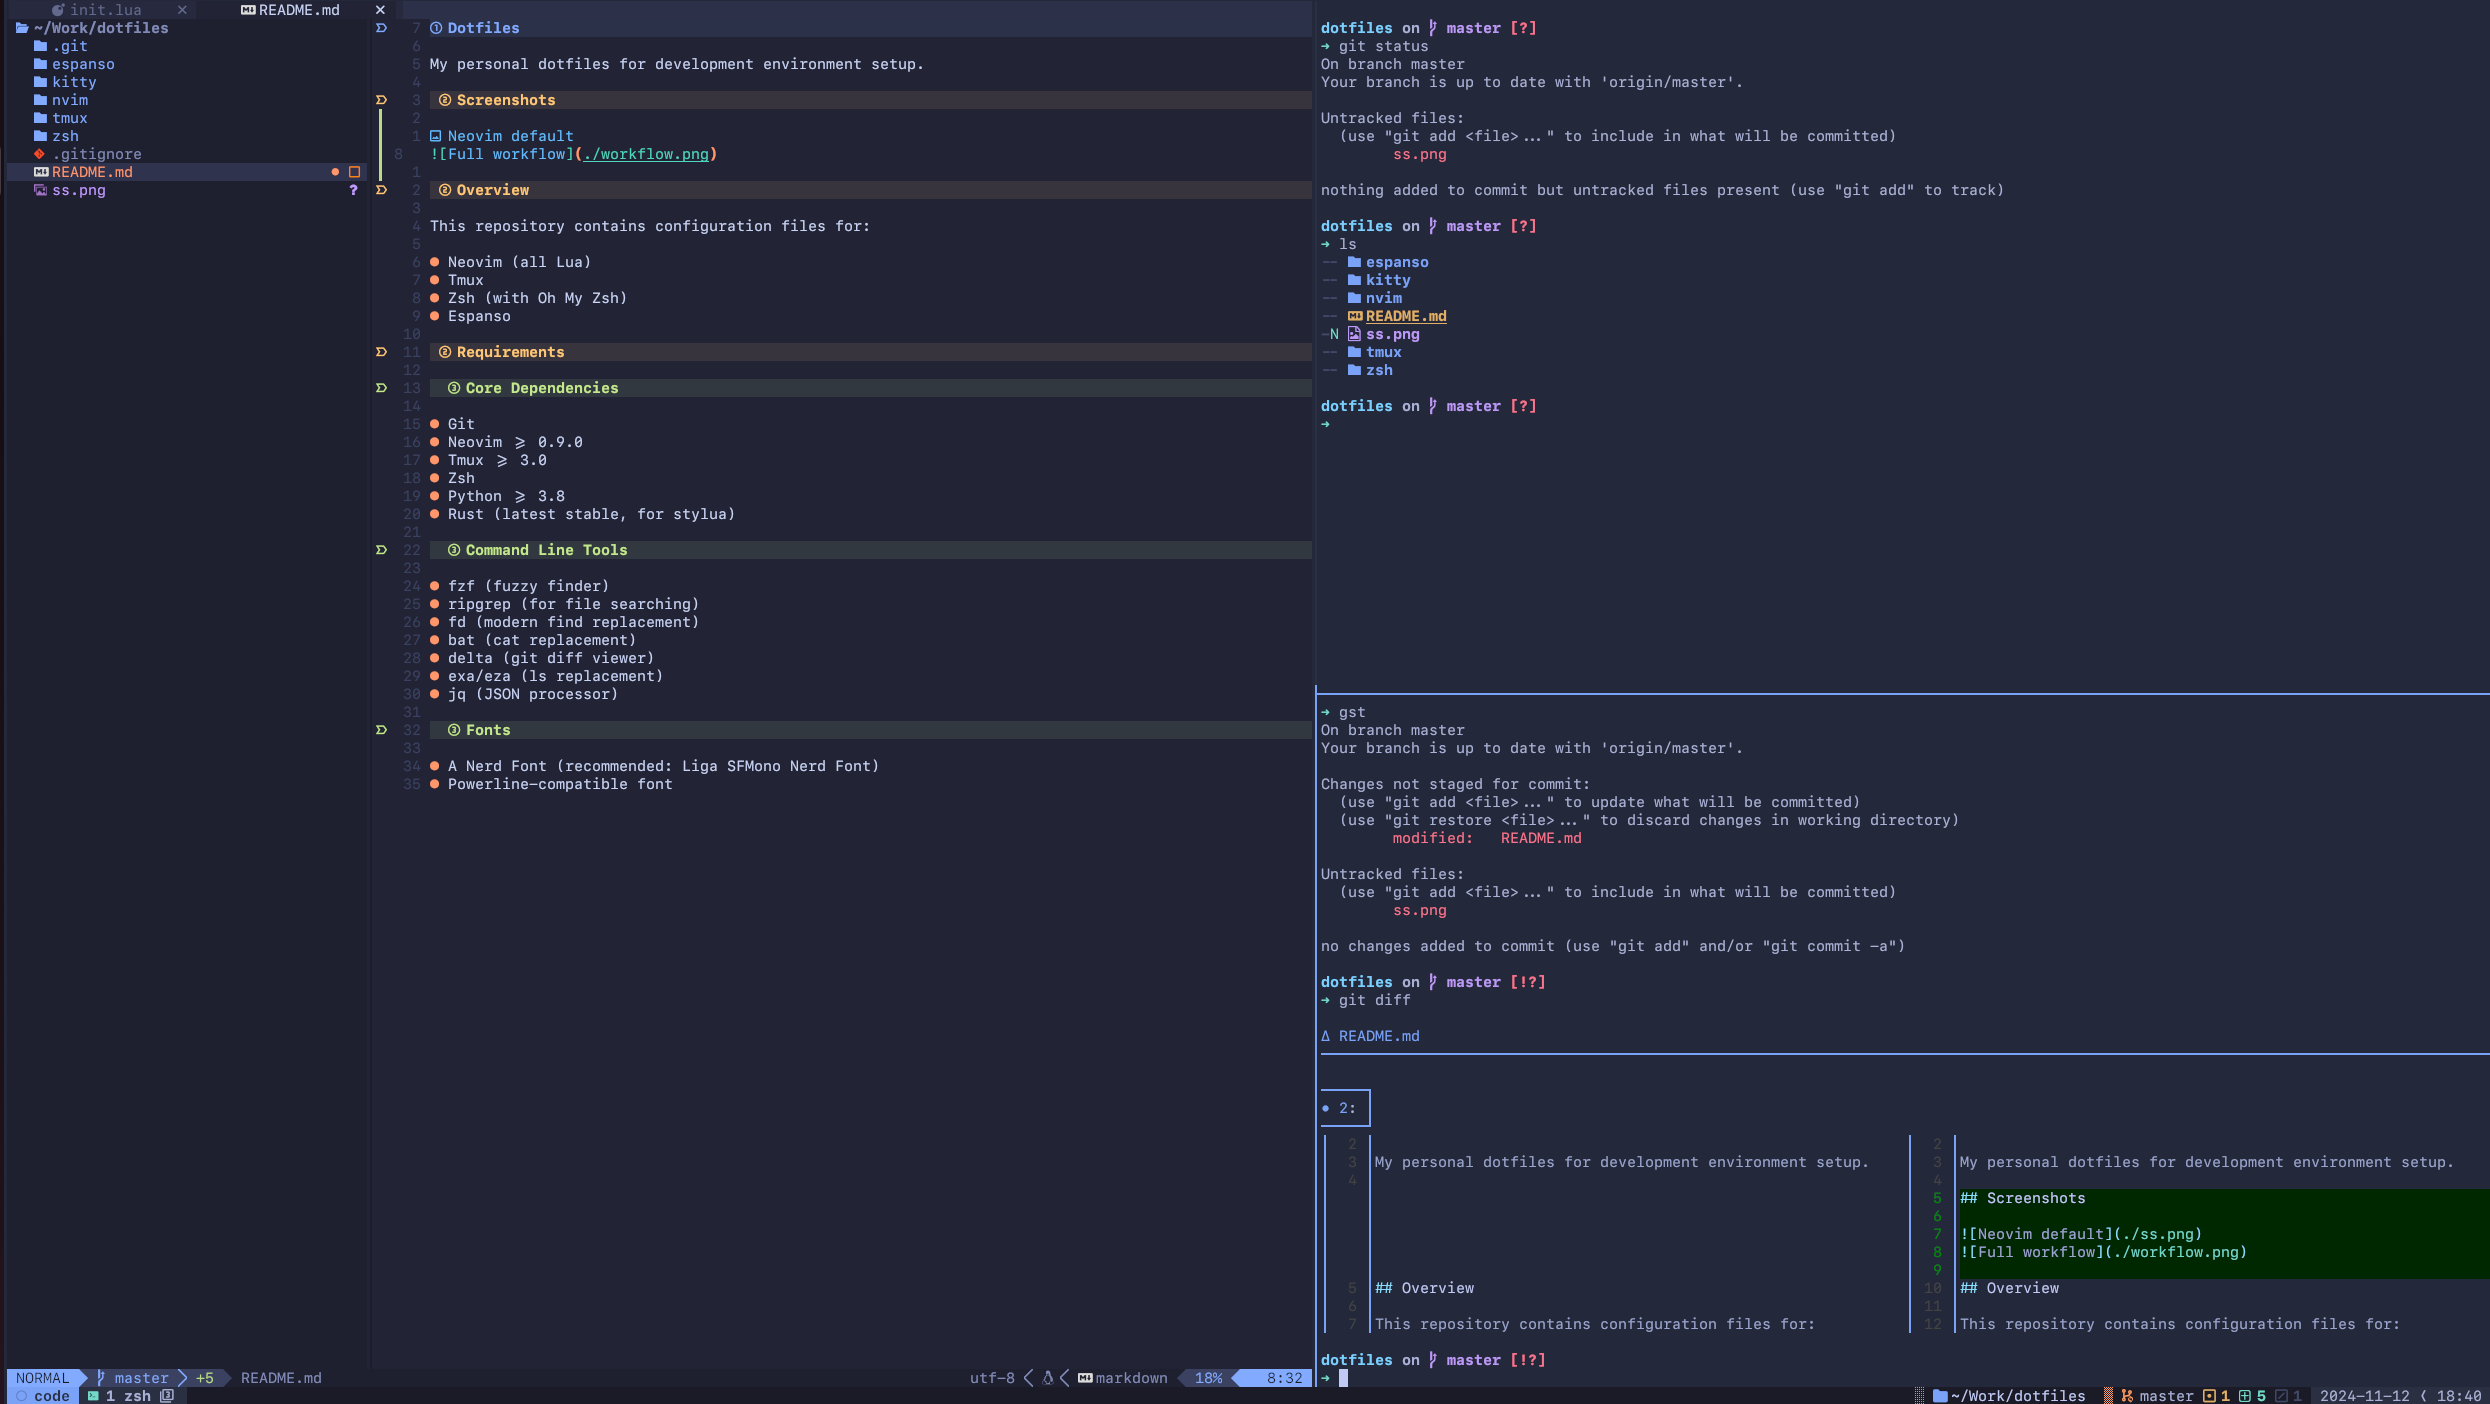 init.lua ✕ README.md ✕
~/Work/dotfiles
.git
espanso
kitty
nvim
tmux
zsh
.gitignore
README.md
ss.png ?
7 ① Dotfiles
6
5 My personal dotfiles for development environment setup.
4
3 ② Screenshots
2
1 Neovim default
8 ![Full workflow](./workflow.png)
1
2 ② Overview
3
4 This repository contains configuration files for:
5
6 ● Neovim (all Lua)
7 ● Tmux
8 ● Zsh (with Oh My Zsh)
9 ● Espanso
10
11 ② Requirements
12
13 ③ Core Dependencies
14
15 ● Git
16 ● Neovim ⩾ 0.9.0
17 ● Tmux ⩾ 3.0
18 ● Zsh
19 ● Python ⩾ 3.8
20 ● Rust (latest stable, for stylua)
21
22 ③ Command Line Tools
23
24 ● fzf (fuzzy finder)
25 ● ripgrep (for file searching)
26 ● fd (modern find replacement)
27 ● bat (cat replacement)
28 ● delta (git diff viewer)
29 ● exa/eza (ls replacement)
30 ● jq (JSON processor)
31
32 ③ Fonts
33
34 ● A Nerd Font (recommended: Liga SFMono Nerd Font)
35 ● Powerline-compatible font
NORMAL master +5 README.md utf-8 markdown 18% 8:32
dotfiles on master [?]
➜ git status
On branch master
Your branch is up to date with 'origin/master'.
Untracked files:
(use "git add <file>..." to include in what will be committed)
ss.png
nothing added to commit but untracked files present (use "git add" to track)
dotfiles on master [?]
➜ ls
-- espanso
-- kitty
-- nvim
-- README.md
-N ss.png
-- tmux
-- zsh
dotfiles on master [?]
➜
➜ gst
On branch master
Your branch is up to date with 'origin/master'.
Changes not staged for commit:
(use "git add <file>..." to update what will be committed)
(use "git restore <file>..." to discard changes in working directory)
modified: README.md
Untracked files:
(use "git add <file>..." to include in what will be committed)
ss.png
no changes added to commit (use "git add" and/or "git commit -a")
dotfiles on master [!?]
➜ git diff
Δ README.md
• 2:
2 2
3 My personal dotfiles for development environment setup. 3 My personal dotfiles for development environment setup.
4 4
5 ## Screenshots
6
7 ![Neovim default](./ss.png)
8 ![Full workflow](./workflow.png)
9
5 ## Overview 10 ## Overview
6 11
7 This repository contains configuration files for: 12 This repository contains configuration files for:
dotfiles on master [!?]
➜
code 1 zsh 3 ~/Work/dotfiles master 1 5 1 2024-11-12 ❬ 18:40